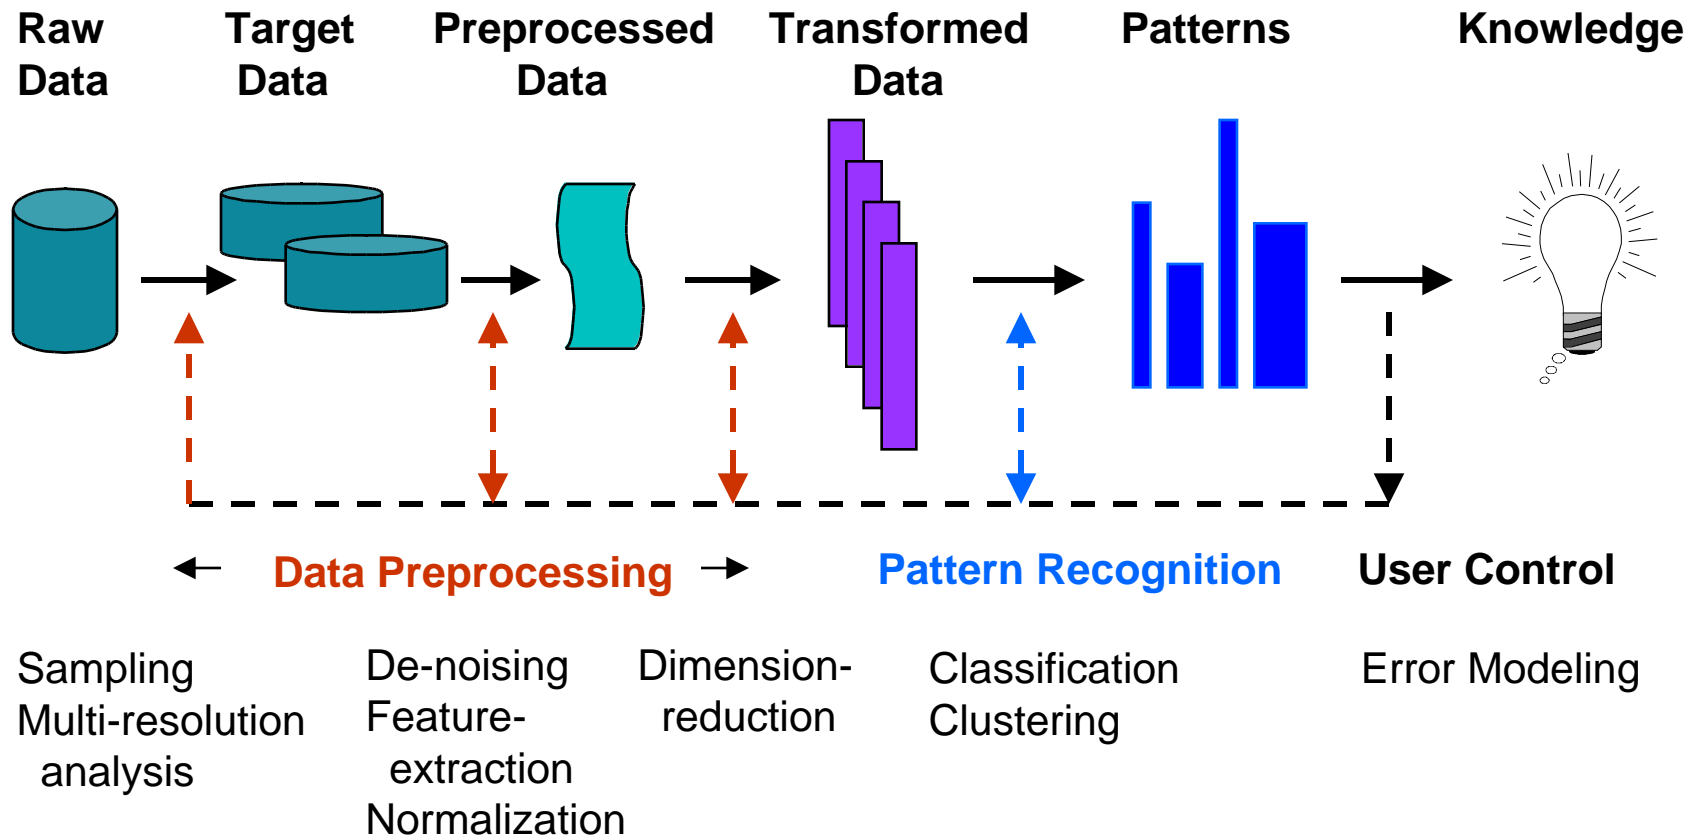 Raw Data
Target Data
Preprocessed Data
Transformed Data
Patterns
Knowledge
Data Preprocessing
Pattern Recognition
User Control
Sampling
Multi-resolution
analysis
De-noising
Feature-
extraction
Normalization
Dimension-
reduction
Classification
Clustering
Error Modeling